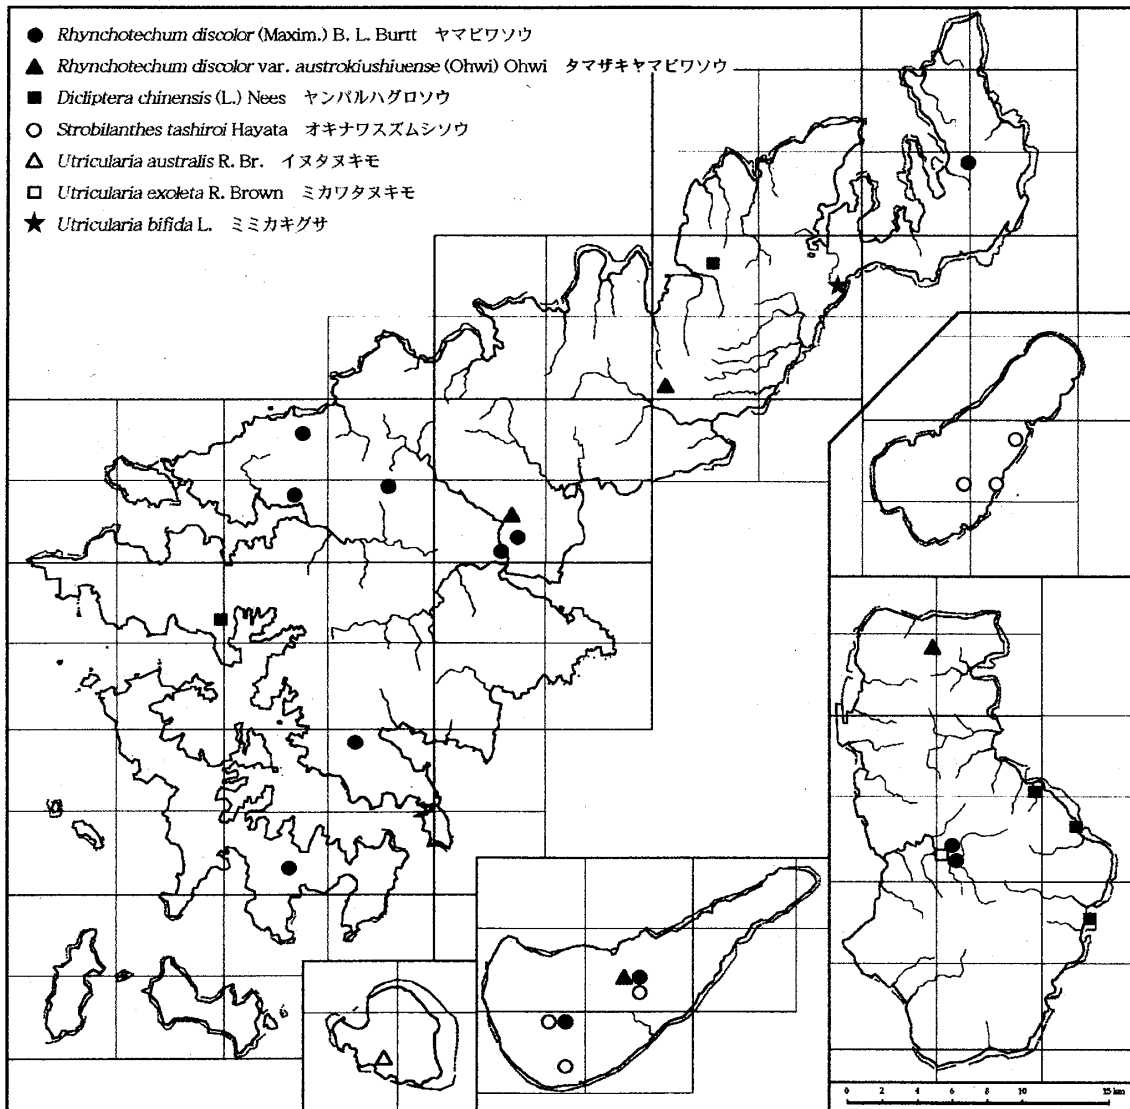 ● Rhynchotechum discolor (Maxim.) B. L. Burtt ヤマビワソウ
▲ Rhynchotechum discolor var. austrokiushiuense (Ohwi) Ohwi タマザキヤマビワソウ
■ Dicliptera chinensis (L.) Nees ヤンバルハグロソウ
○ Strobilanthes tashiroi Hayata オキナワスズムシソウ
△ Utricularia australis R. Br. イヌタヌキモ
□ Utricularia exoleta R. Brown ミカワタヌキモ
★ Utricularia bifida L. ミミカキグサ
0 2 4 6 8 10 15 km